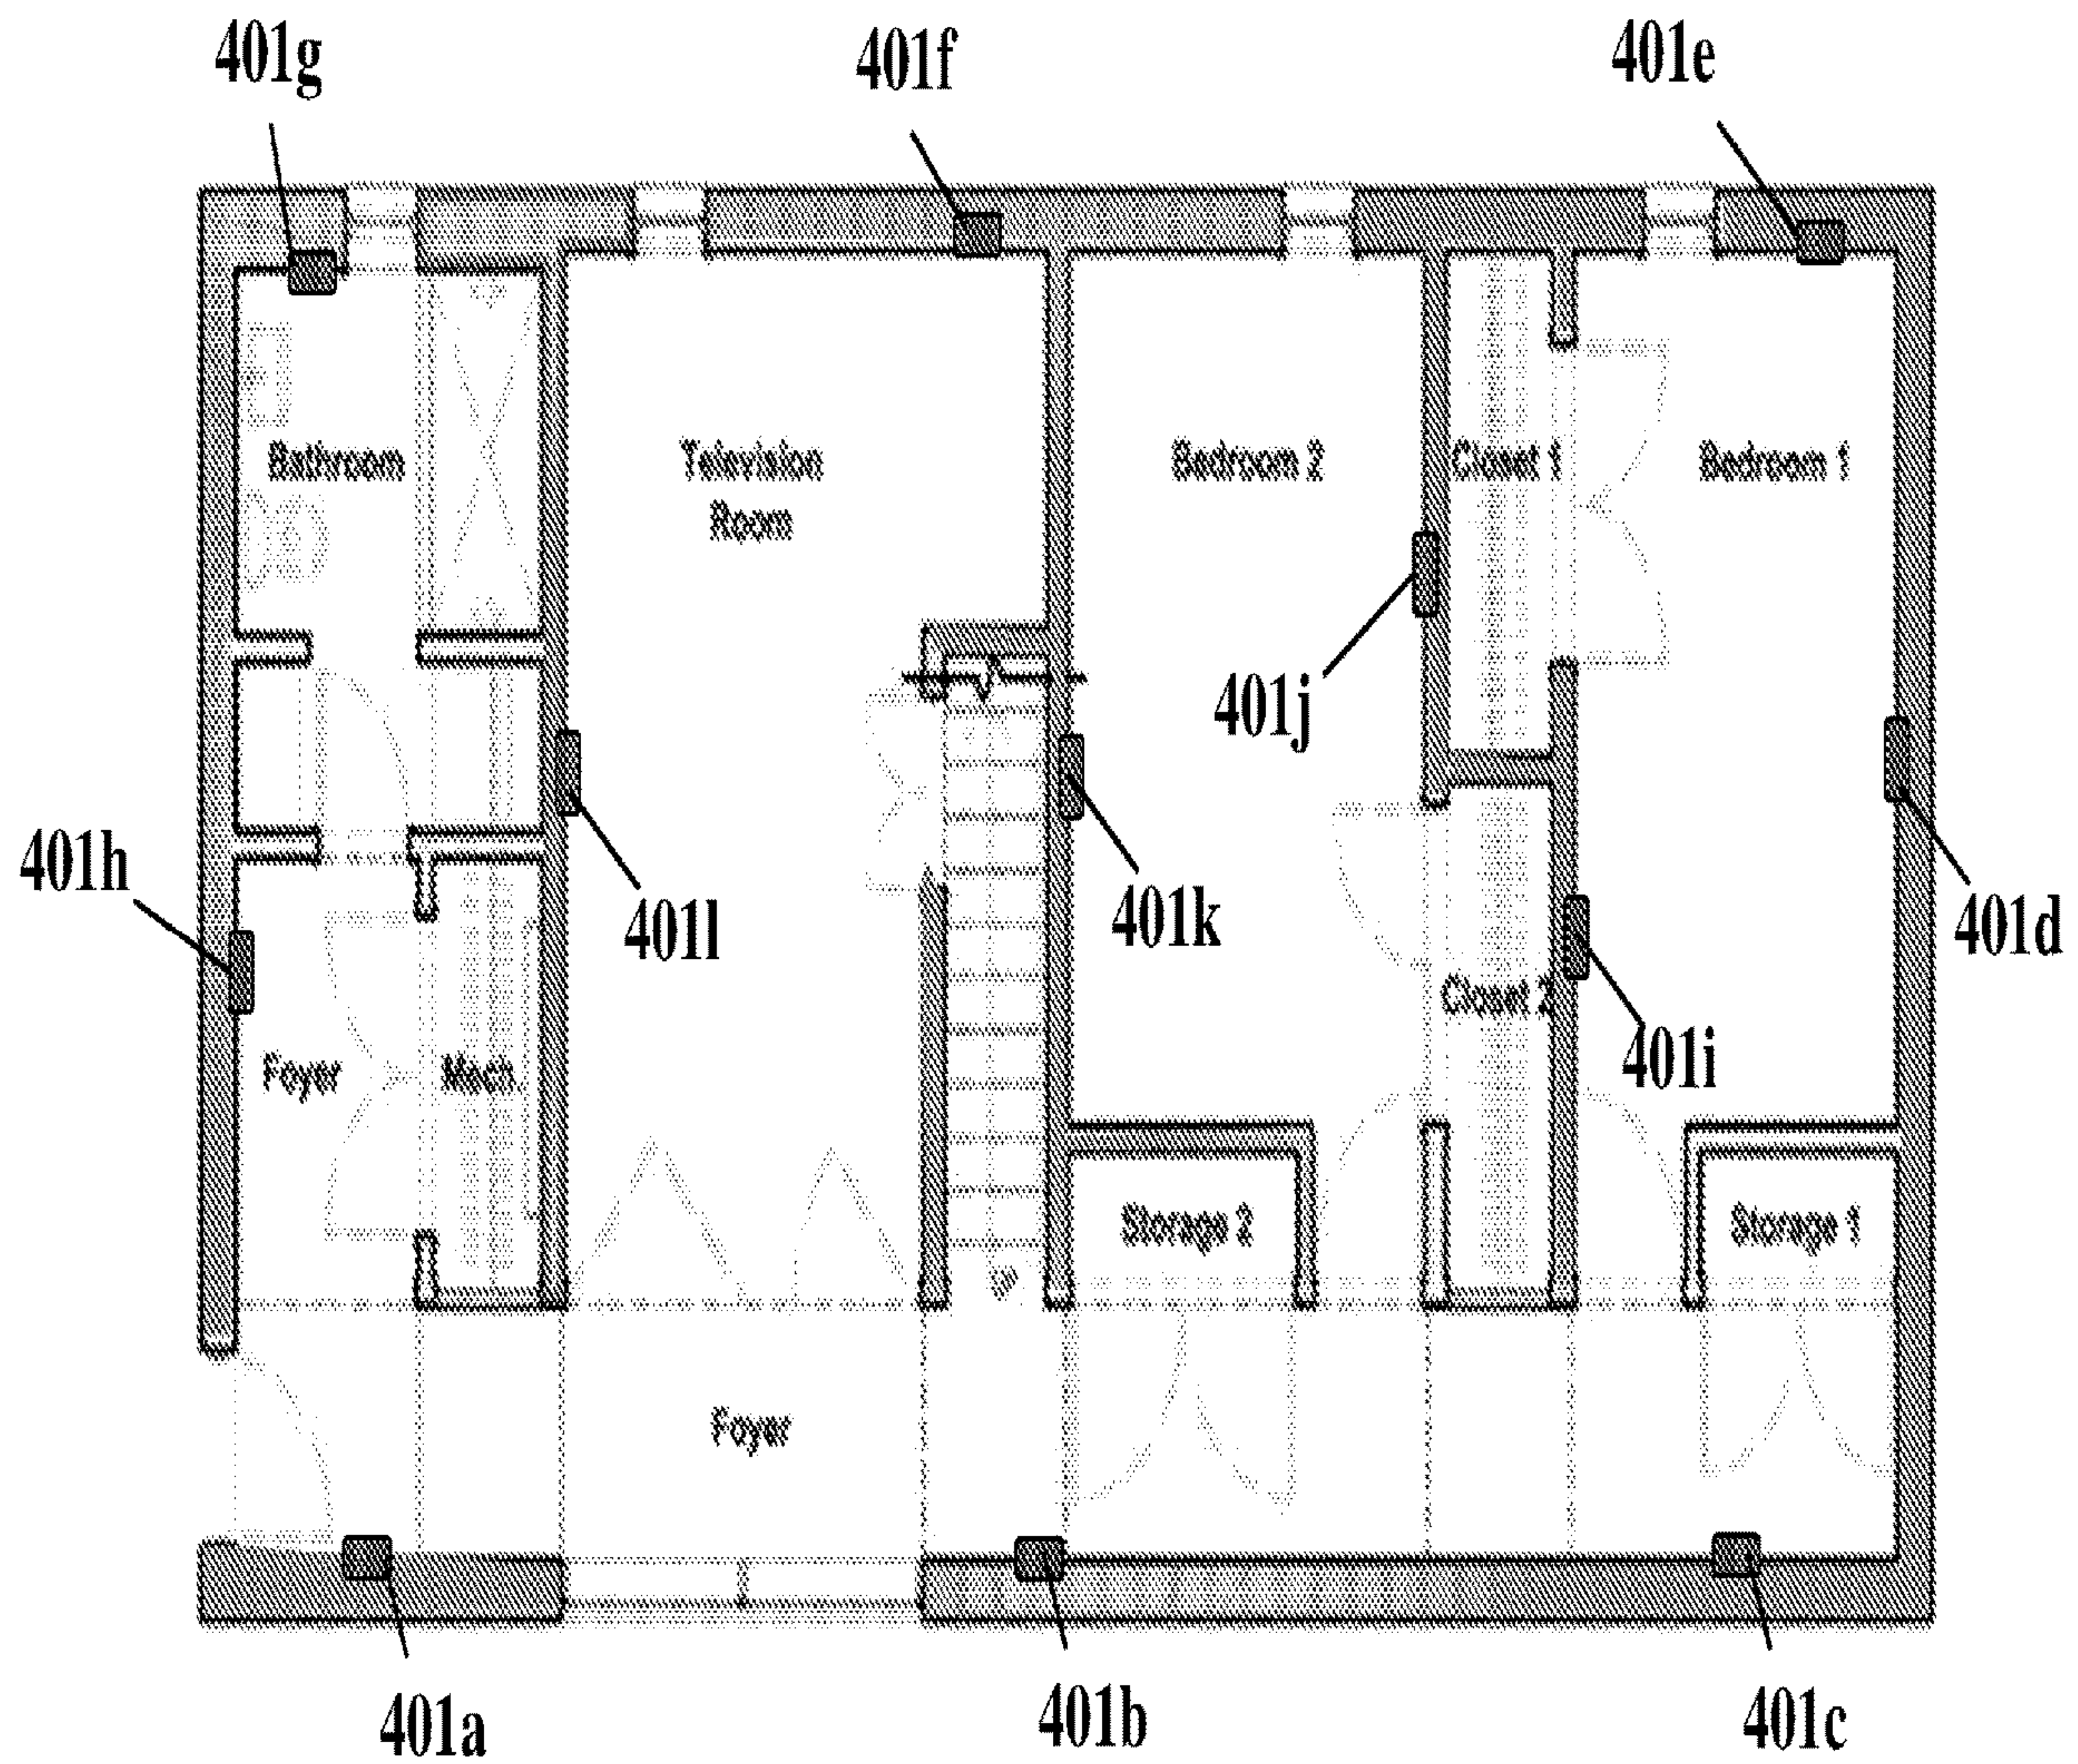 401g
401f
401e
Bathroom
Television
Room
Bedroom 2
Closet 1
Bedroom 1
401j
401h
401l
401k
401d
Closet 2
Foyer
Mech.
401i
Storage 2
Storage 1
Foyer
401a
401b
401c